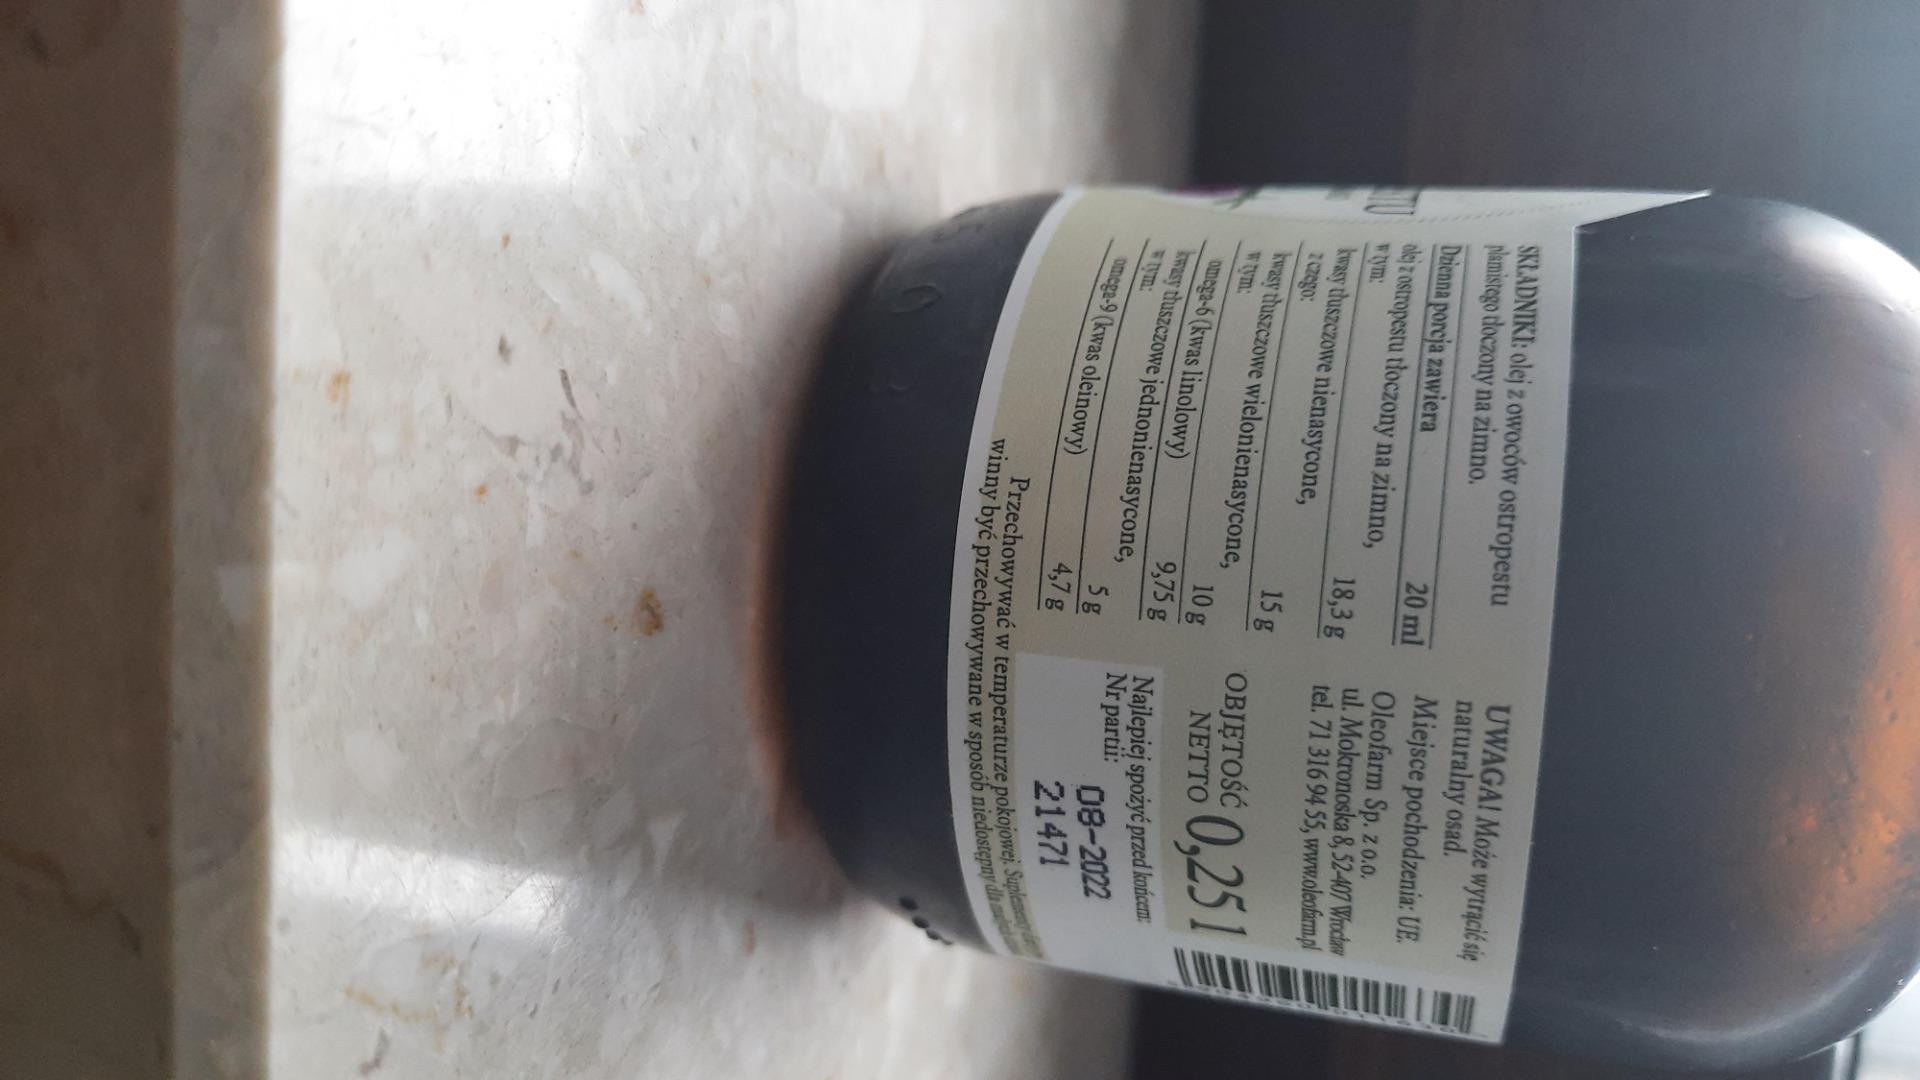 ETU
SKŁADNIKI: olej z owoców ostropestu
plamistego tłoczony na zimno.
Dzienna porcja zawiera
olej z ostropestu tłoczony na zimno, 20 ml
w tym:
kwasy tłuszczowe nienasycone, 18,3 g
z czego:
kwasy tłuszczowe wielonienasycone, 15 g
w tym:
omega-6 (kwas linolowy) 10 g
9,75 g
kwasy tłuszczowe jednonienasycone,
w tym: 5 g
omega-9 (kwas oleinowy) 4,7 g
UWAGA! Może wytrącić się
naturalny osad.
Miejsce pochodzenia: UE.
Oleofarm Sp. z o.o.
ul. Mokronoska 8, 52-407 Wrocław
tel. 71 316 94 55, www.oleofarm.pl
OBJĘTOŚĆ
NETTO 0,25 l
Najlepiej spożyć przed końcem:
Nr partii:
08-2022
21471
Przechowywać w temperaturze pokojowej. Suplementy diety
winny być przechowywane w sposób niedostępny dla małych dzieci.